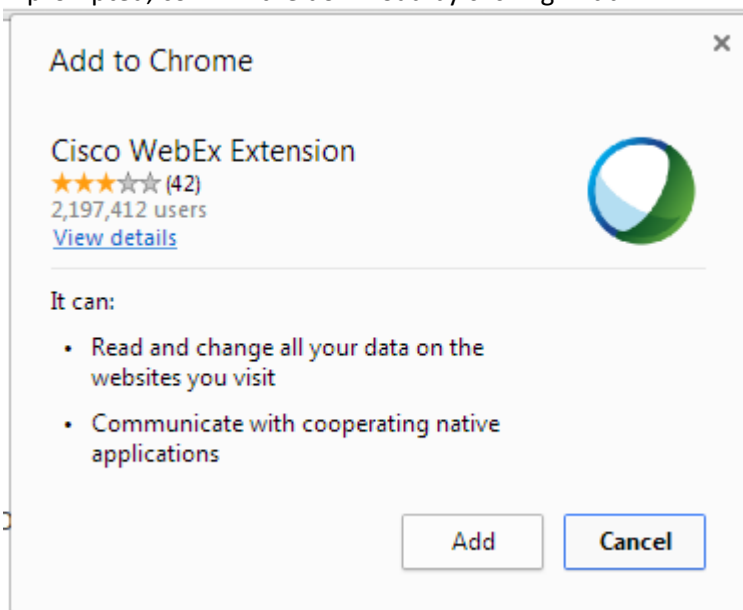 Add to Chrome
Cisco WebEx Extension
(42)
2,197,412 users
View details
It can:
• Read and change all your data on the
websites you visit
• Communicate with cooperating native
applications
Add
Cancel